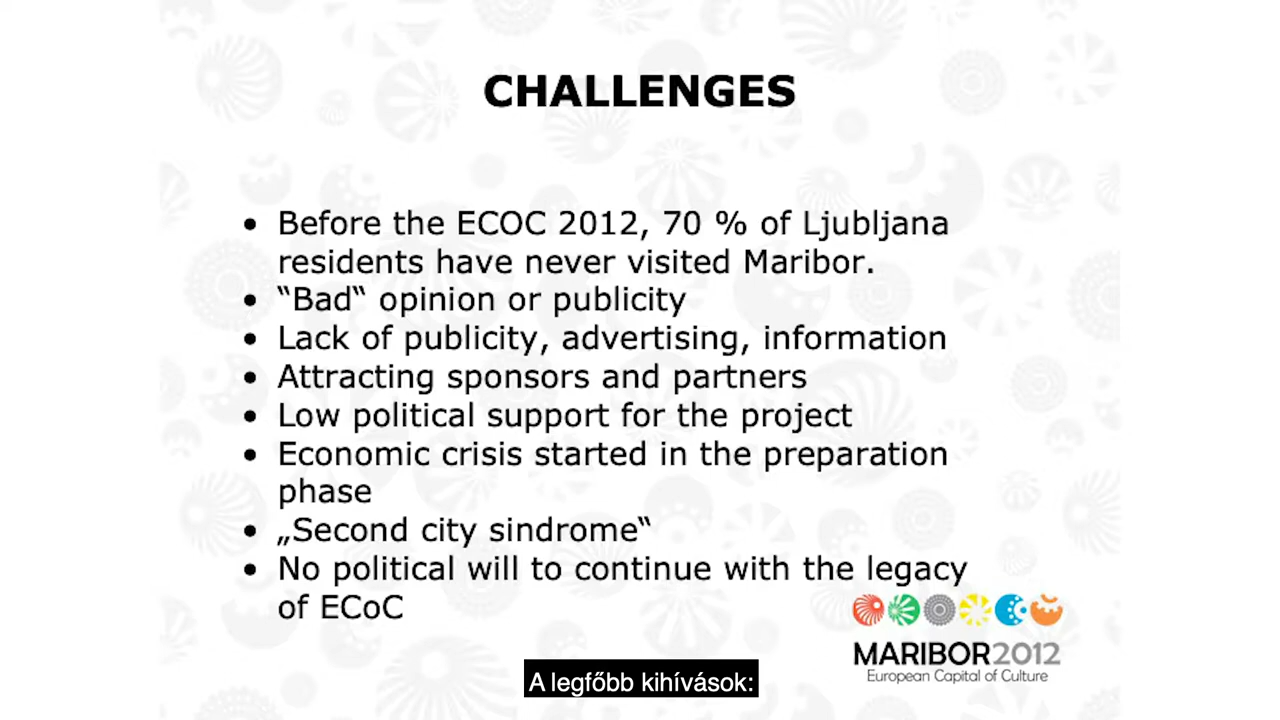 CHALLENGES
• Before the ECOC 2012, 70 % of Ljubljana
residents have never visited Maribor.
• “Bad“ opinion or publicity
• Lack of publicity, advertising, information
• Attracting sponsors and partners
• Low political support for the project
• Economic crisis started in the preparation
phase
• „Second city sindrome“
• No political will to continue with the legacy
of ECoC
MARIBOR2012
European Capital of Culture
A legfőbb kihívások: